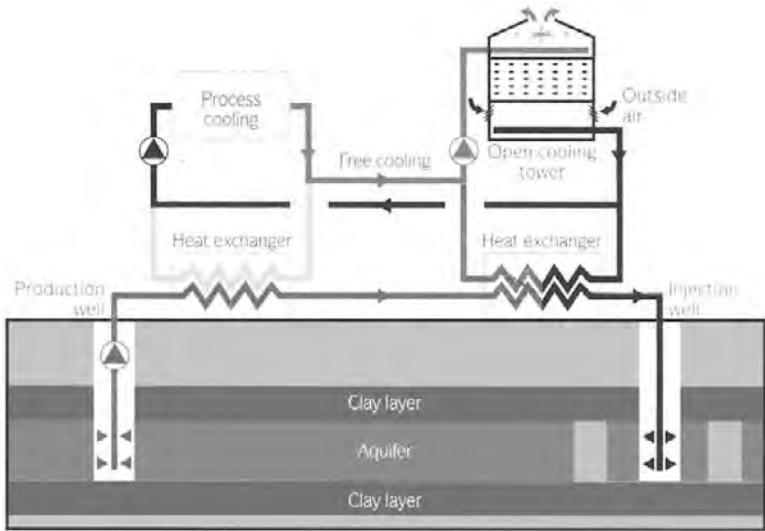 Process
cooling
Outside
air
Free cooling
Open cooling
tower
Heat exchanger
Heat exchanger
Production
well
Injection
well
Clay layer
Aquifer
Clay layer